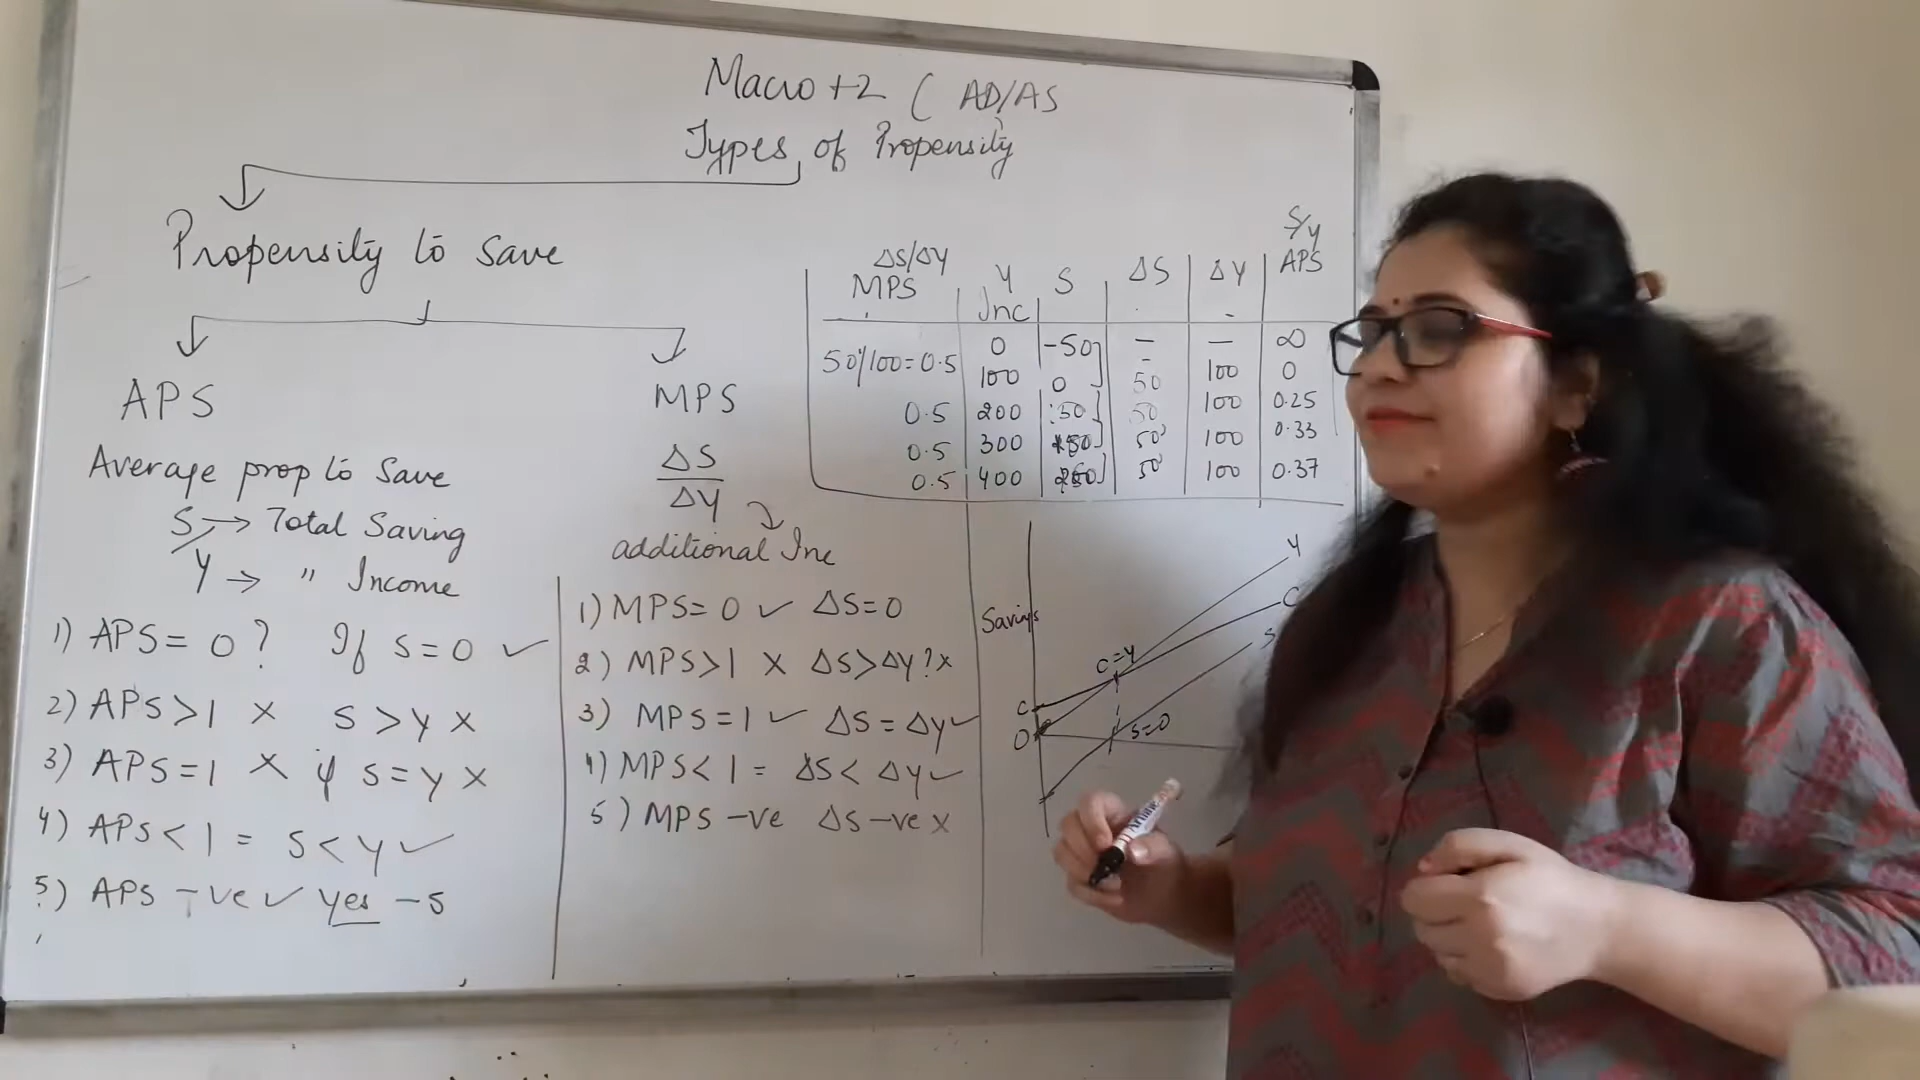 Macro +2 ( AD/AS
Types of Propensity
Propensity to save
APS
Average prop to Save
S → Total Saving
Y → " Income
1) APS = 0 ? If S = 0 ✓
2) APS > 1 × S > Y ×
3) APS = 1 × if S = Y ×
4) APS < 1 = S < Y ✓
5) APS -ve ✓ Yes -S
MPS
ΔS
ΔY
additional Inc
1) MPS = 0 ✓ ΔS = 0
2) MPS > 1 × ΔS > ΔY ? ×
3) MPS = 1 ✓ ΔS = ΔY ✓
4) MPS < 1 = ΔS < ΔY ✓
5) MPS -ve ΔS -ve ×
ΔS/ΔY Y S ΔS ΔY S/Y
MPS Inc APS
0 -50 — — ∞
50/100 = 0.5 100 0 50 100 0
0.5 200 50 50 100 0.25
0.5 300 50 100 0.33
0.5 400 50 100 0.37
Savings
Y
C
S
C=Y
C
O
S=0
Artline